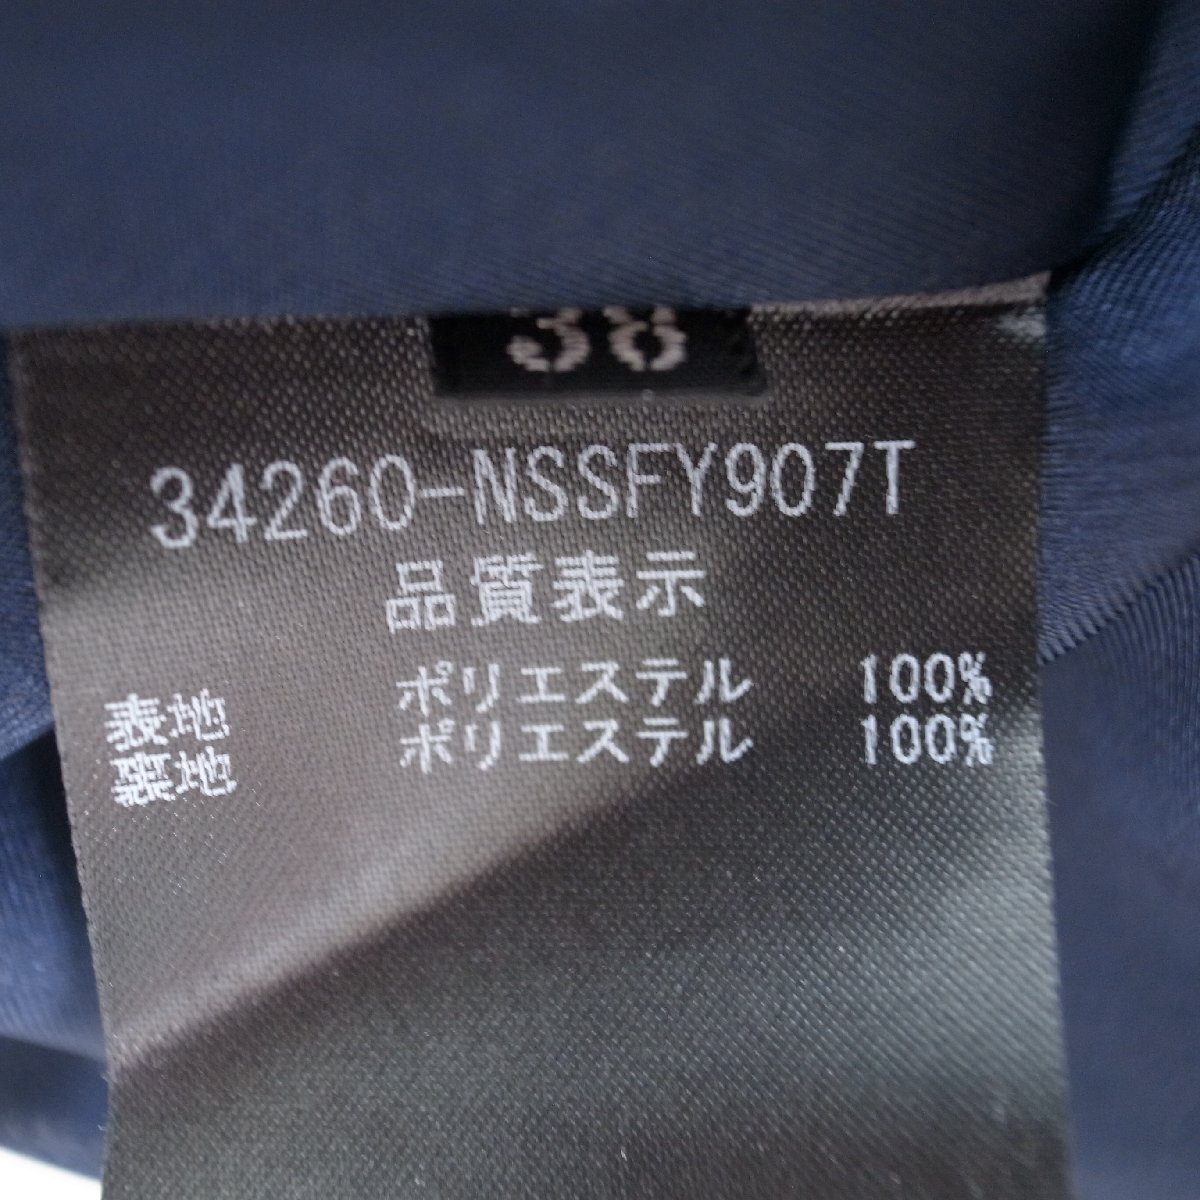 38
34260-NSSFY907T
品質表示
表地 ポリエステル 100%
裏地 ポリエステル 100%